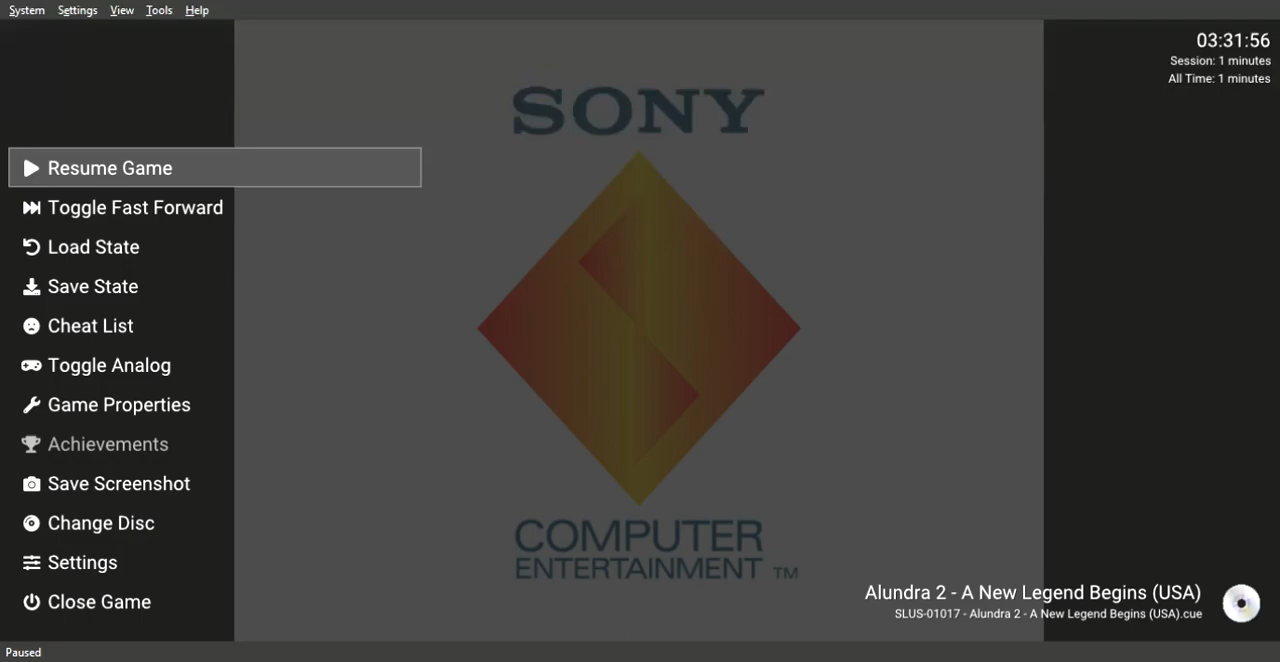 System Settings View Tools Help
03:31:56
Session: 1 minutes
All Time: 1 minutes
SONY
Resume Game
Toggle Fast Forward
Load State
Save State
Cheat List
Toggle Analog
Game Properties
Achievements
Save Screenshot
Change Disc
Settings
Close Game
COMPUTER
ENTERTAINMENT TM
Alundra 2 - A New Legend Begins (USA)
SLUS-01017 - Alundra 2 - A New Legend Begins (USA).cue
Paused